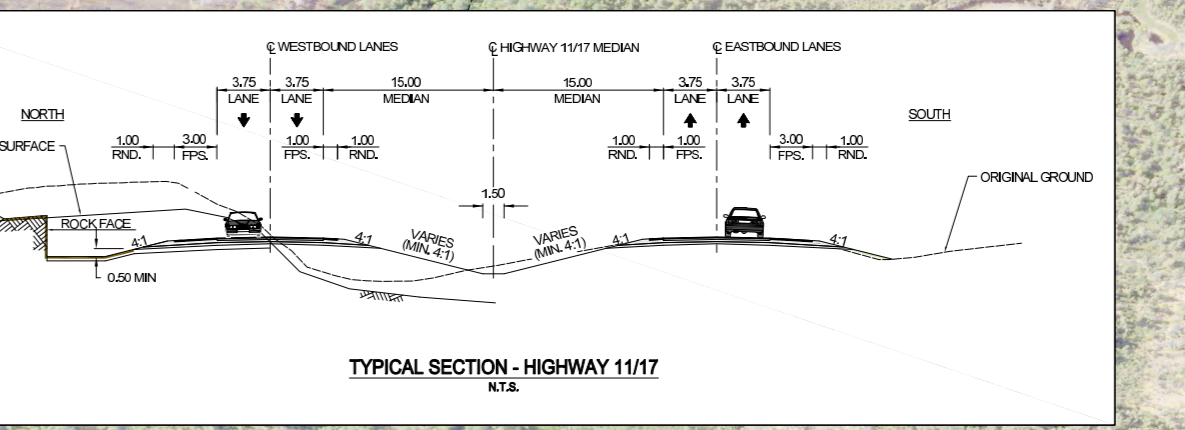 ℄ WESTBOUND LANES
℄ HIGHWAY 11/17 MEDIAN
℄ EASTBOUND LANES
3.75
LANE
3.75
LANE
15.00
MEDIAN
15.00
MEDIAN
3.75
LANE
3.75
LANE
NORTH
SOUTH
SURFACE
1.00
RND.
3.00
FPS.
1.00
FPS.
1.00
RND.
1.00
RND.
1.00
FPS.
3.00
FPS.
1.00
RND.
ORIGINAL GROUND
1.50
ROCK FACE
4:1
4:1
VARIES
(MIN. 4:1)
VARIES
(MIN. 4:1)
4:1
4:1
0.50 MIN
TYPICAL SECTION - HIGHWAY 11/17
N.T.S.